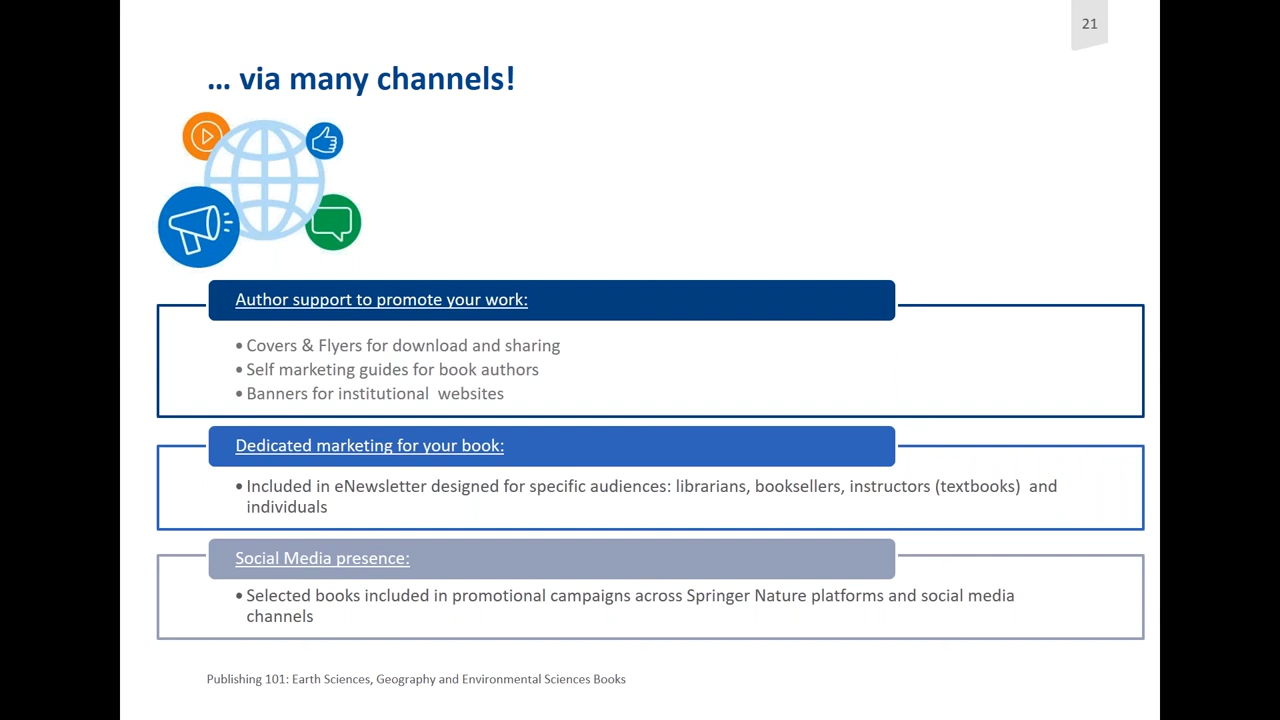 21
... via many channels!
Author support to promote your work:
• Covers & Flyers for download and sharing
• Self marketing guides for book authors
• Banners for institutional  websites
Dedicated marketing for your book:
• Included in eNewsletter designed for specific audiences: librarians, booksellers, instructors (textbooks)  and
individuals
Social Media presence:
• Selected books included in promotional campaigns across Springer Nature platforms and social media
channels
Publishing 101: Earth Sciences, Geography and Environmental Sciences Books